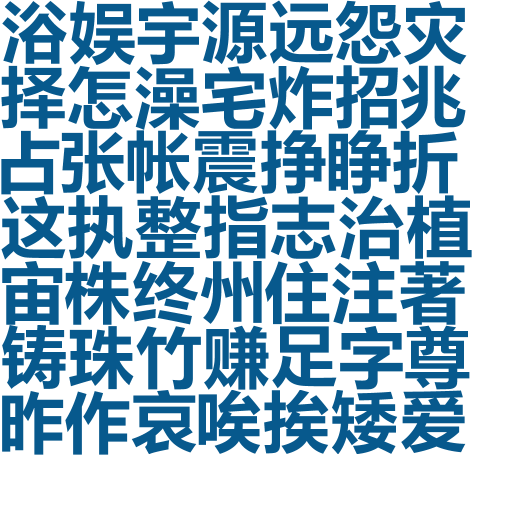 浴娱宇源远怨灾
择怎澡宅炸招兆
占张帐震挣睁折
这执整指志治植
宙株终州住注著
铸珠竹赚足字尊
昨作哀唉挨矮爱